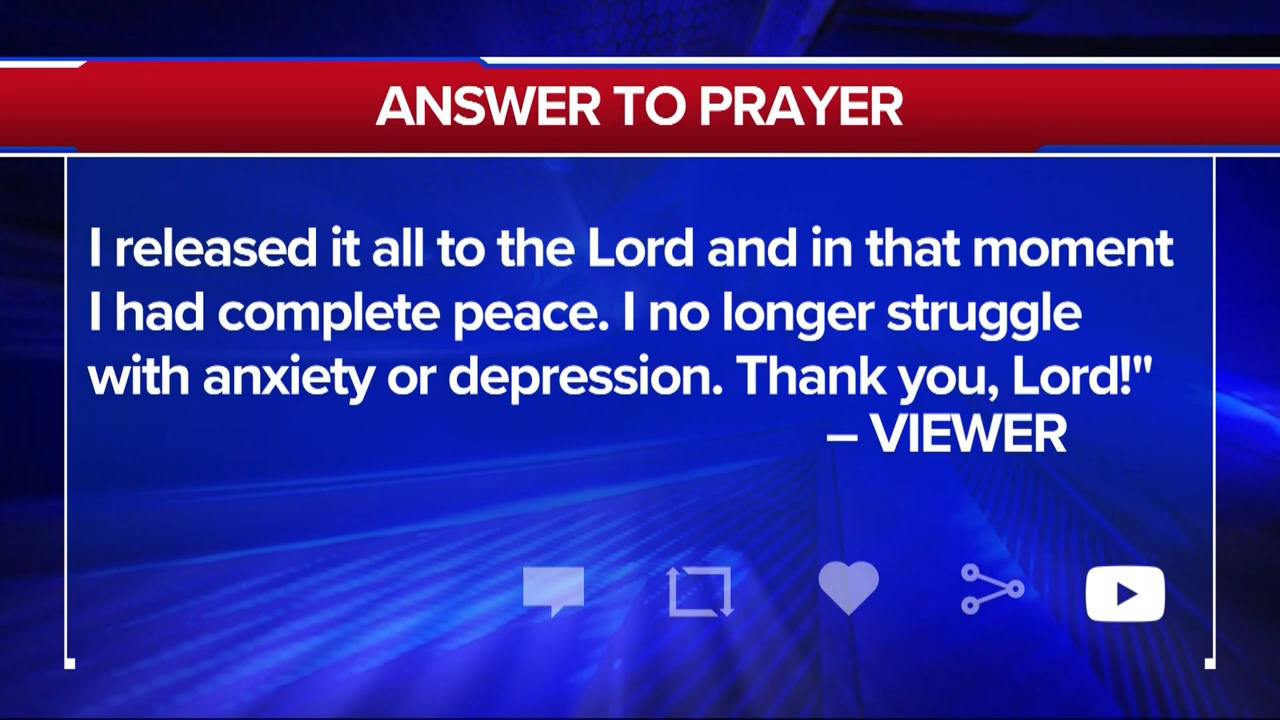 ANSWER TO PRAYER
I released it all to the Lord and in that moment
I had complete peace. I no longer struggle
with anxiety or depression. Thank you, Lord!"
– VIEWER